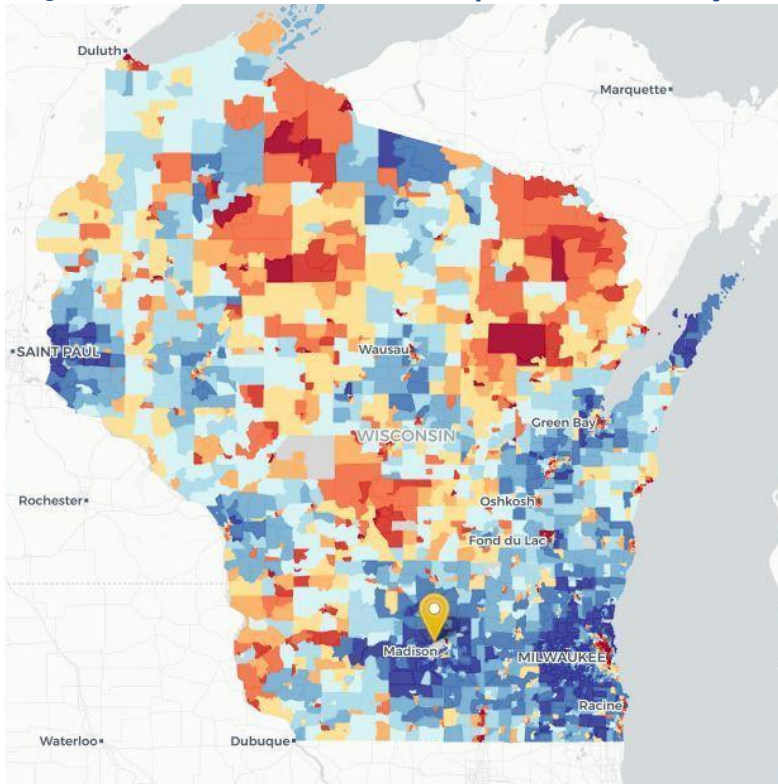 Duluth
Marquette
SAINT PAUL
Wausau
Green Bay
WISCONSIN
Rochester
Oshkosh
Fond du Lac
Madison
MILWAUKEE
Racine
Waterloo
Dubuque